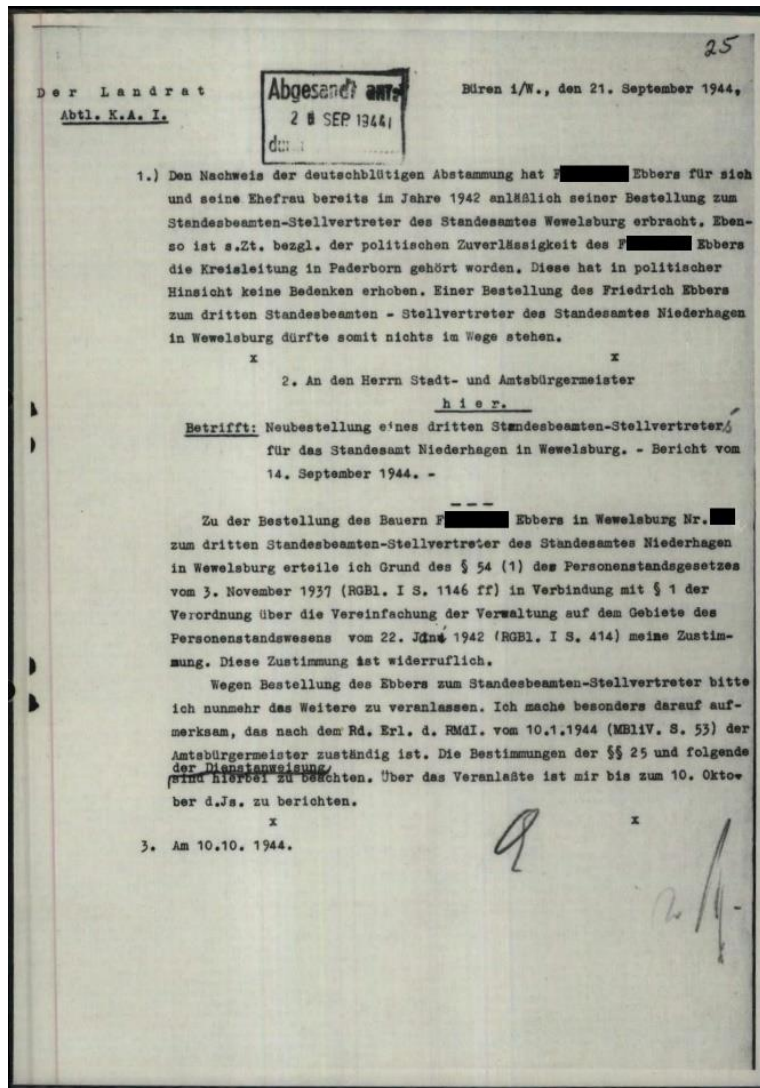 25
Der Landrat
Abtl. K.A. I.
Abgesandt
SEP. 1944
Büren i/W., den 21. September 1944,
1.) Den Nachweis der deutschblütigen Abstammung hat F Ebbers für sich
und seine Ehefrau bereits im Jahre 1942 anläßlich seiner Bestellung zum
Standesbeamten-Stellvertreter des Standesamtes Wewelsburg erbracht. Eben-
so ist s.Zt. bezgl. der politischen Zuverlässigkeit des F Ebbers
die Kreisleitung in Paderborn gehört worden. Diese hat in politischer
Hinsicht keine Bedenken erhoben. Einer Bestellung des Friedrich Ebbers
zum dritten Standesbeamten - Stellvertreter des Standesamtes Niederhagen
in Wewelsburg dürfte somit nichts im Wege stehen.
x x
2. An den Herrn Stadt- und Amtsbürgermeister
hier.
Betrifft: Neubestellung eines dritten Standesbeamten-Stellvertreters
für das Standesamt Niederhagen in Wewelsburg. - Bericht vom
14. September 1944. -
---
Zu der Bestellung des Bauern F Ebbers in Wewelsburg Nr.
zum dritten Standesbeamten-Stellvertreter des Standesamtes Niederhagen
in Wewelsburg erteile ich Grund des § 54 (1) des Personenstandsgesetzes
vom 3. November 1937 (RGBl. I S. 1146 ff) in Verbindung mit § 1 der
Verordnung über die Vereinfachung der Verwaltung auf dem Gebiete des
Personenstandswesens vom 22. 1942 (RGBl. I S. 414) meine Zustim-
mung. Diese Zustimmung ist widerruflich.
Wegen Bestellung des Ebbers zum Standesbeamten-Stellvertreter bitte
ich nunmehr das Weitere zu veranlassen. Ich mache besonders darauf auf-
merksam, das nach dem Rd. Erl. d. RMdI. vom 10.1.1944 (MBliV. S. 53) der
Amtsbürgermeister zuständig ist. Die Bestimmungen der §§ 25 und folgende
der Dienstanweisung
sind hierbei zu beachten. Über das Veranlaßte ist mir bis zum 10. Okto-
ber d.Js. zu berichten.
x x
3. Am 10.10. 1944.